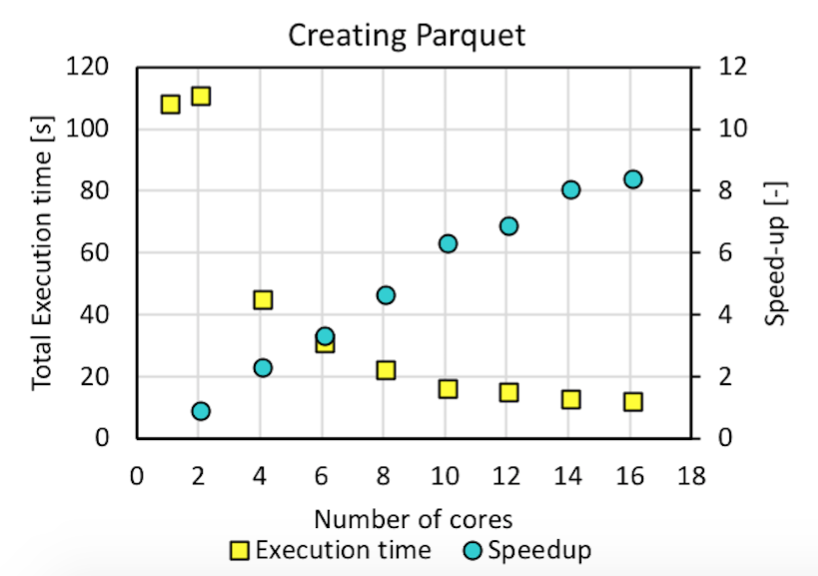 Creating Parquet
Total Execution time [s]
120
100
80
60
40
20
0
12
10
8
6
4
2
0
Speed-up [-]
0 2 4 6 8 10 12 14 16 18
Number of cores
Execution time Speedup